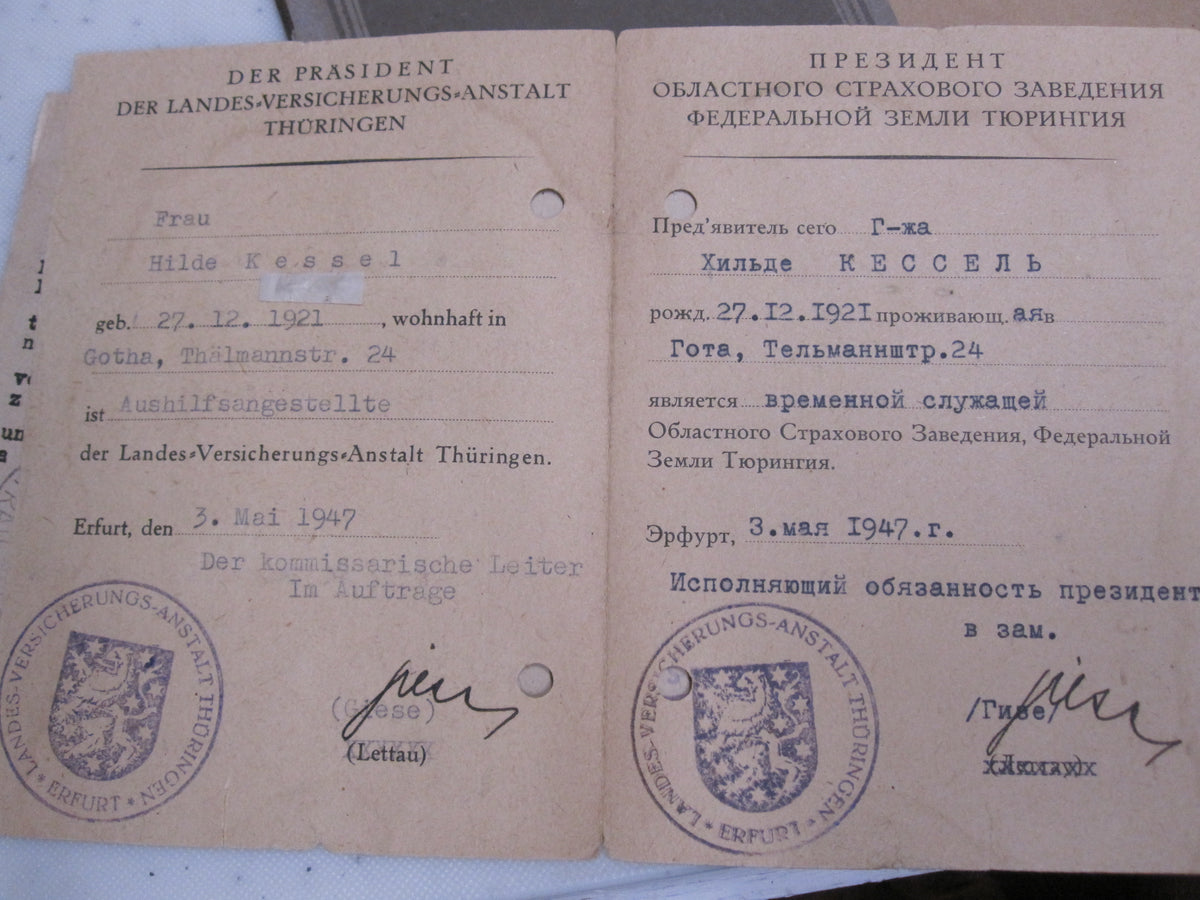 DER PRÄSIDENT
DER LANDES-VERSICHERUNGS-ANSTALT
THÜRINGEN
Frau
Hilde Kessel
geb. 27. 12. 1921, wohnhaft in
Gotha, Thälmannstr. 24
ist Aushilfsangestellte
der Landes-Versicherungs-Anstalt Thüringen.
Erfurt, den 3. Mai 1947
Der kommissarische Leiter
Im Auftrage
(Giese)
(Lettau)
LANDES-VERSICHERUNGS-ANSTALT THÜRINGEN
* ERFURT *
ПРЕЗИДЕНТ
ОБЛАСТНОГО СТРАХОВОГО ЗАВЕДЕНИЯ
ФЕДЕРАЛЬНОЙ ЗЕМЛИ ТЮРИНГИЯ
Пред'явитель сего Г-жа
Хильде КЕССЕЛЬ
рожд. 27.12.1921 проживающ.ая в
Гота, Тельманнштр.24
является временной служащей
Областного Страхового Заведения, Федеральной
Земли Тюрингия.
Эрфурт, 3.мая 1947.г.
Исполняющий обязанность президент
в зам.
/Гизе/
LANDES-VERSICHERUNGS-ANSTALT THÜRINGEN
* ERFURT *